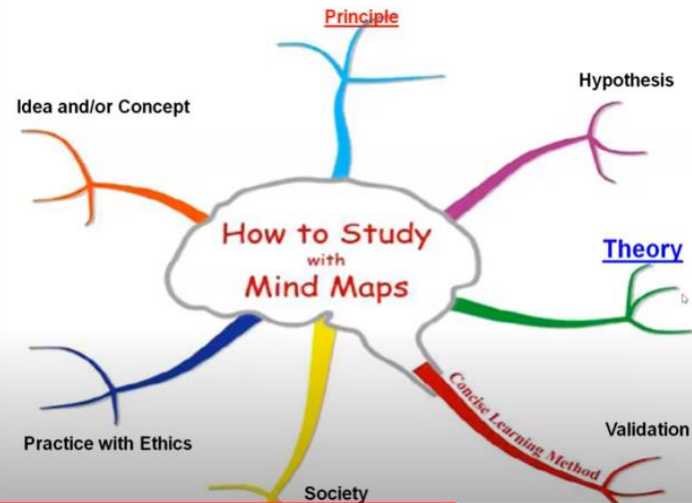 Principle
Hypothesis
Idea and/or Concept
How to Study
with
Mind Maps
Theory
Concise Learning Method
Validation
Practice with Ethics
Society